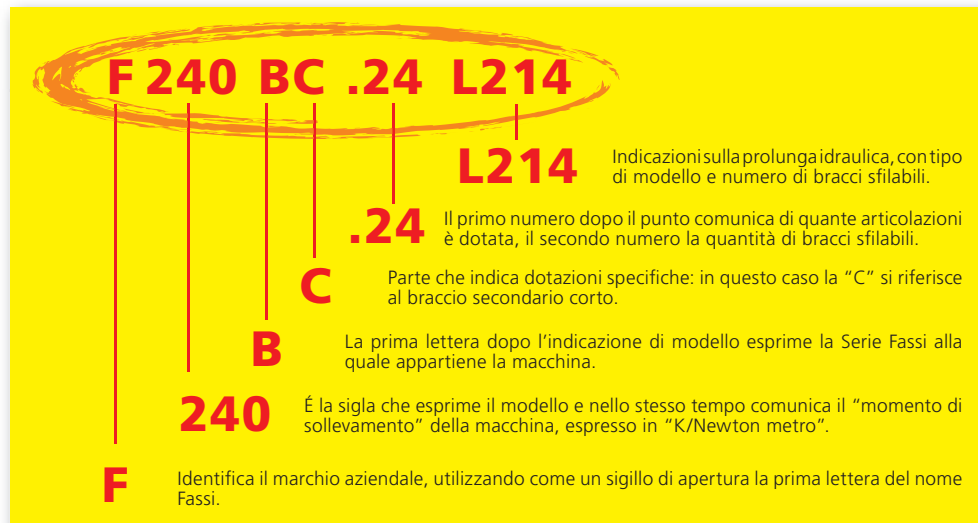 F 240 BC .24 L214
L214
Indicazioni sulla prolunga idraulica, con tipo
di modello e numero di bracci sfilabili.
.24
Il primo numero dopo il punto comunica di quante articolazioni
è dotata, il secondo numero la quantità di bracci sfilabili.
C
Parte che indica dotazioni specifiche: in questo caso la “C” si riferisce
al braccio secondario corto.
B
La prima lettera dopo l’indicazione di modello esprime la Serie Fassi alla
quale appartiene la macchina.
240
É la sigla che esprime il modello e nello stesso tempo comunica il “momento di
sollevamento” della macchina, espresso in “K/Newton metro”.
F
Identifica il marchio aziendale, utilizzando come un sigillo di apertura la prima lettera del nome
Fassi.